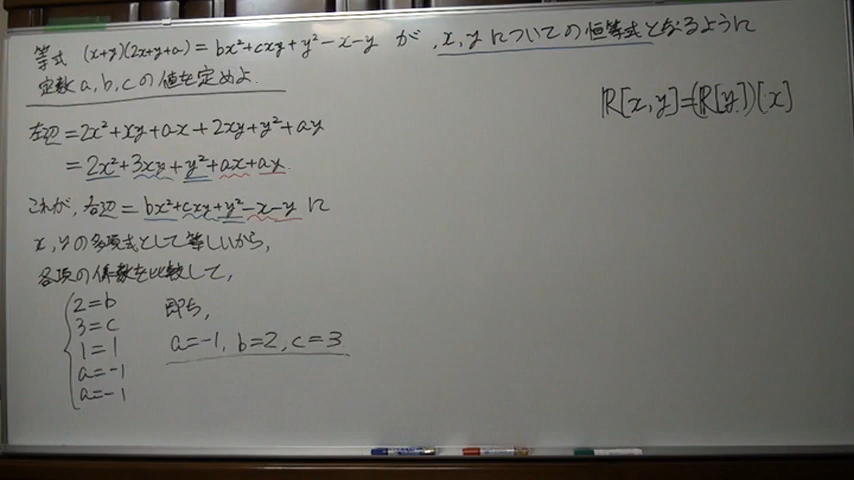 等式 (x+y)(2x+y+a)=bx²+cxy+y²-x-y が, x, yについての恒等式となるように
定数a, b, cの値を定めよ.
左辺=2x²+xy+ax+2xy+y²+ay
=2x²+3xy+y²+ax+ay.
これが, 右辺=bx²+cxy+y²-x-y に
x, yの多項式として等しいから,
各項の係数を比較して,
2=b
3=c
1=1
a=-1
a=-1
即ち,
a=-1, b=2, c=3
ℝ[x,y]=(ℝ[y])[x]